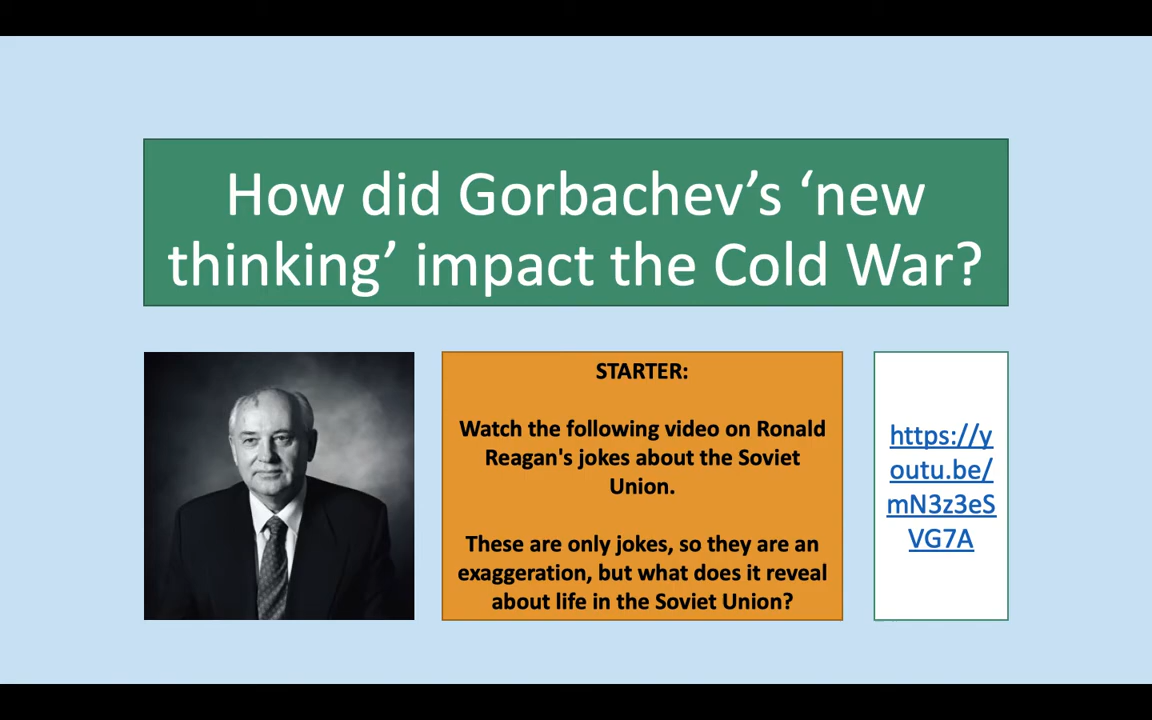 How did Gorbachev’s ‘new
thinking’ impact the Cold War?
STARTER:
Watch the following video on Ronald
Reagan's jokes about the Soviet
Union.
These are only jokes, so they are an
exaggeration, but what does it reveal
about life in the Soviet Union?
https://y
outu.be/
mN3z3eS
VG7A